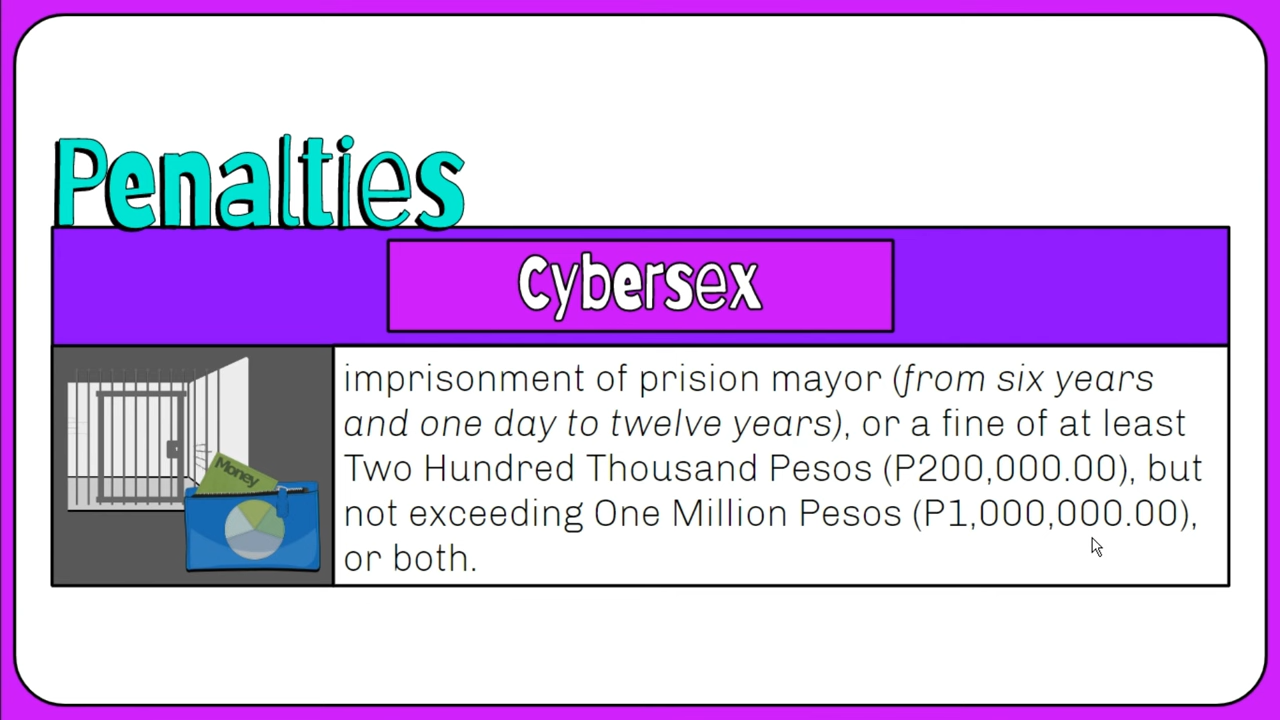 Penalties
Cybersex
imprisonment of prision mayor (from six years
and one day to twelve years), or a fine of at least
Two Hundred Thousand Pesos (P200,000.00), but
not exceeding One Million Pesos (P1,000,000.00),
or both.
Money